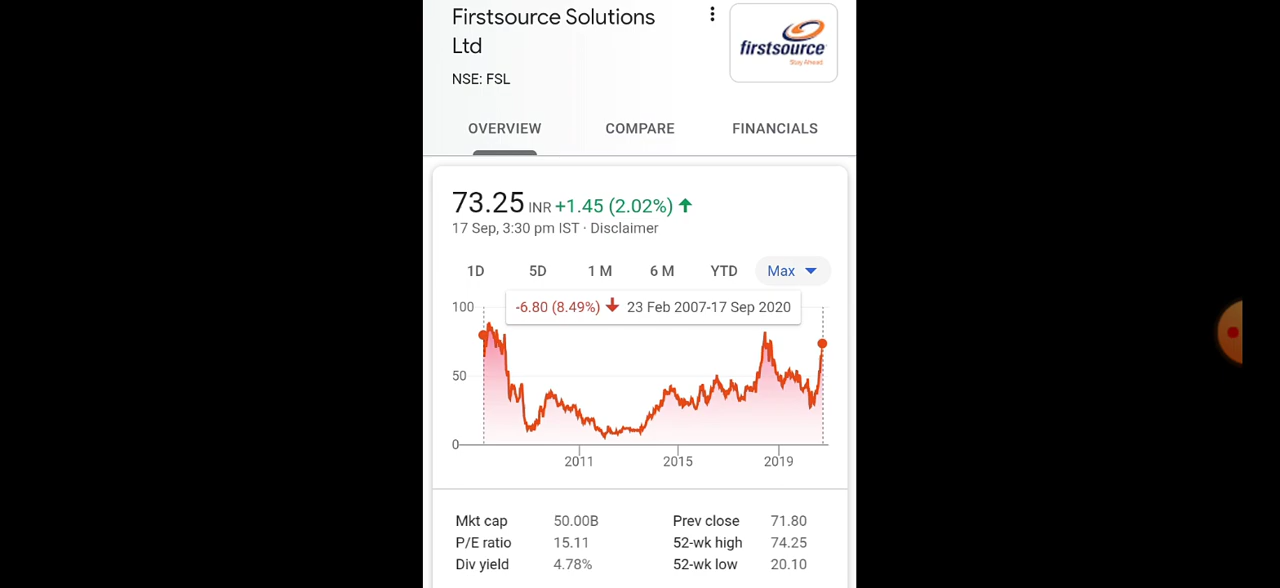 Firstsource Solutions
Ltd
NSE: FSL
firstsource
Stay Ahead
OVERVIEW COMPARE FINANCIALS
73.25 INR +1.45 (2.02%) ↑
17 Sep, 3:30 pm IST · Disclaimer
1D 5D 1 M 6 M YTD Max
-6.80 (8.49%) ↓ 23 Feb 2007-17 Sep 2020
100
50
0
2011 2015 2019
Mkt cap 50.00B Prev close 71.80
P/E ratio 15.11 52-wk high 74.25
Div yield 4.78% 52-wk low 20.10